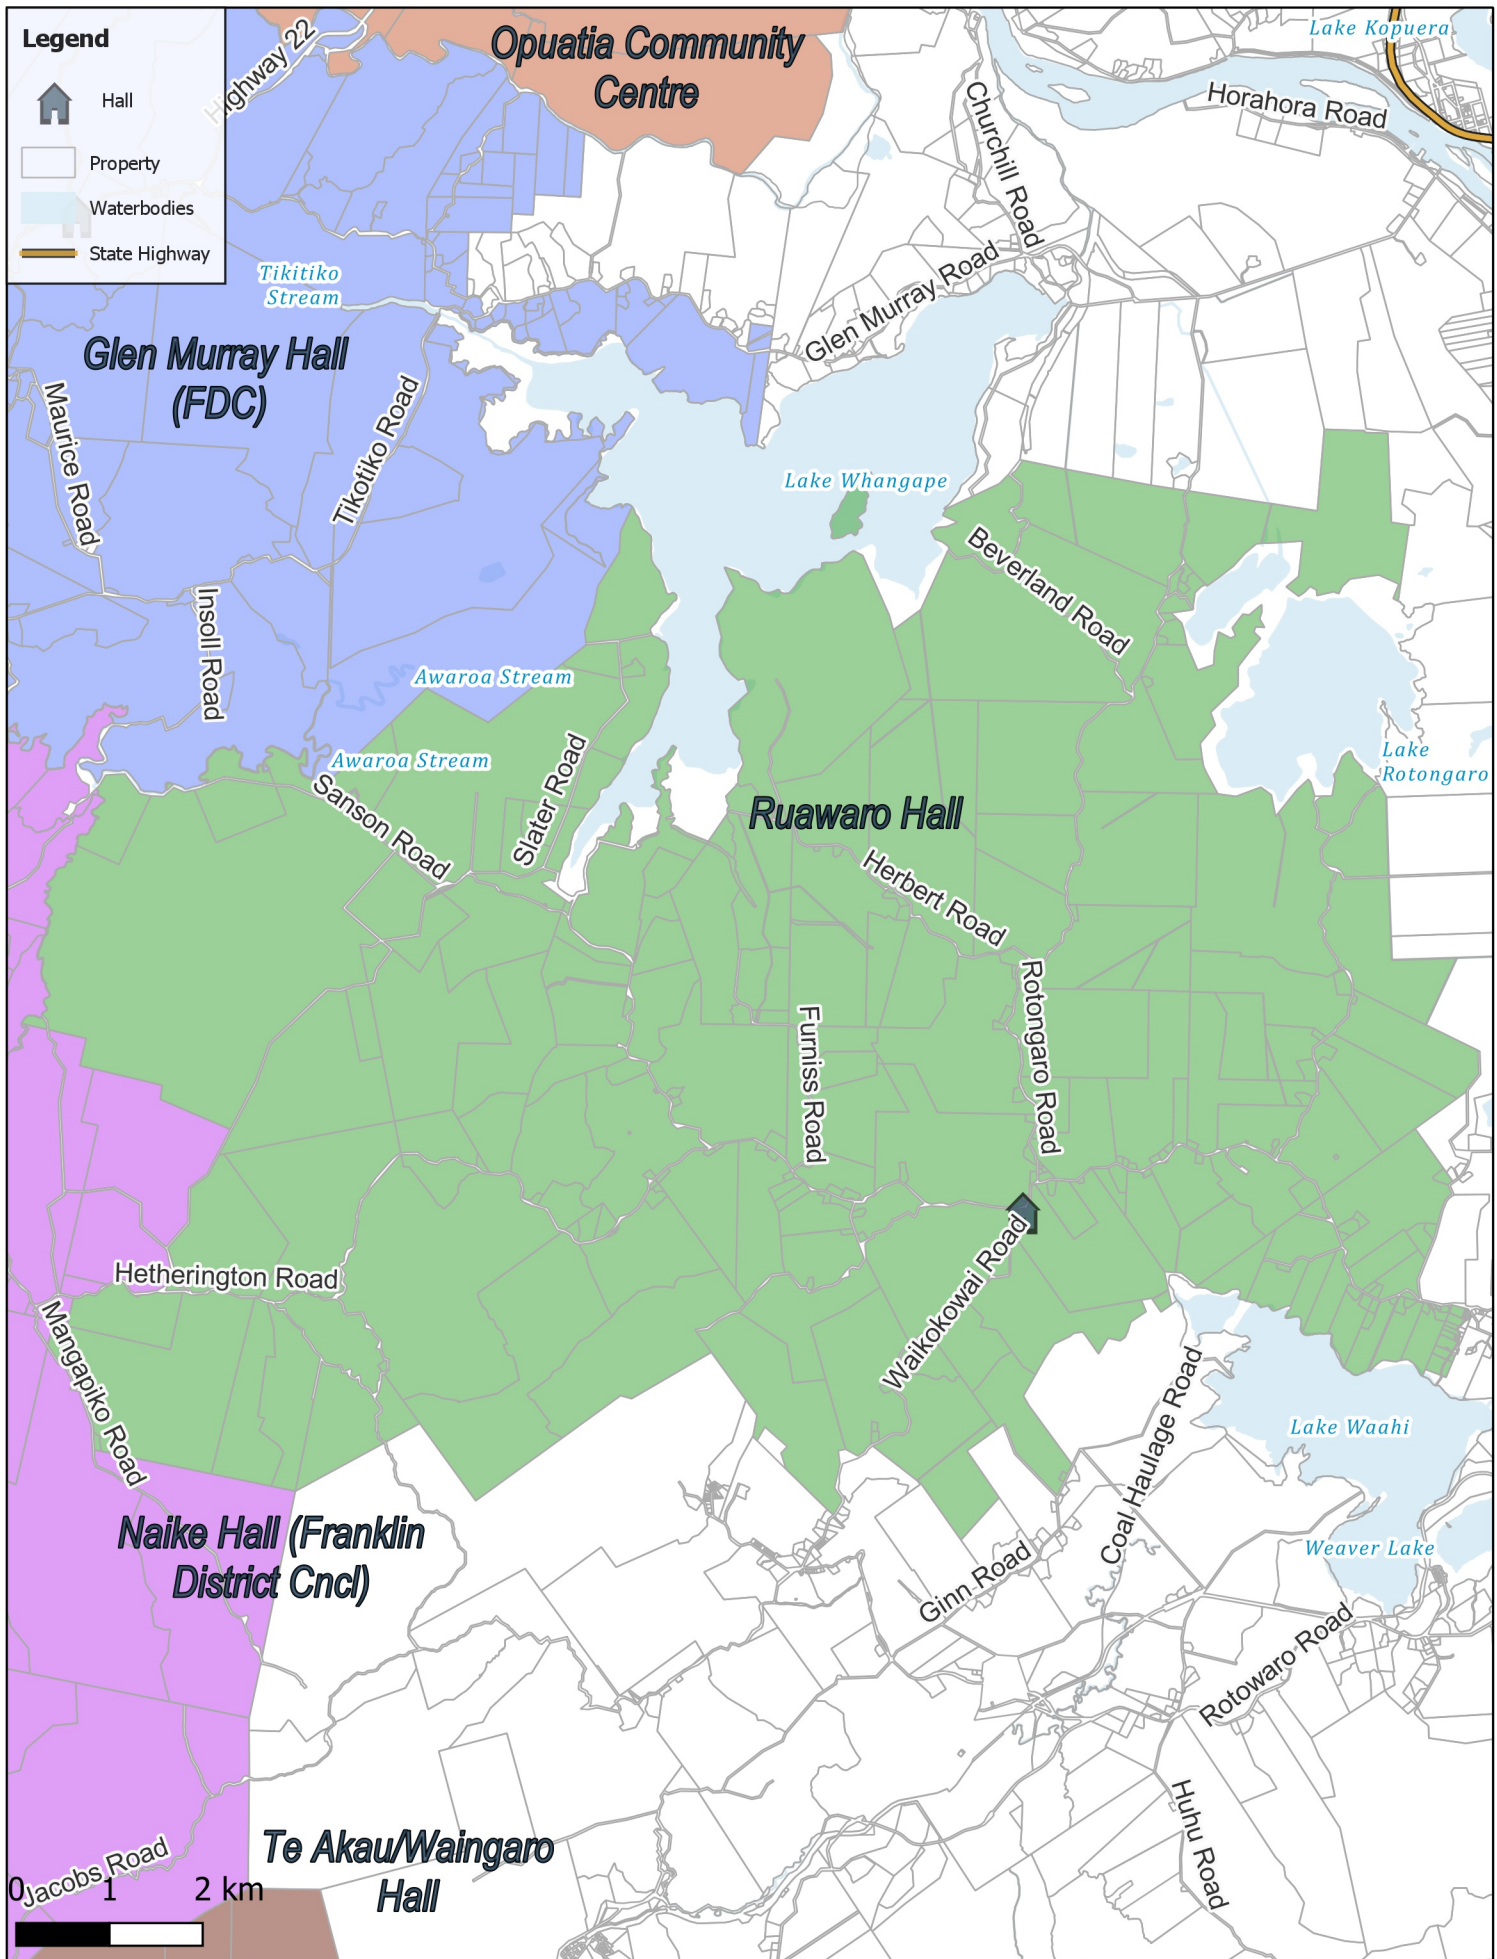 Legend
Hall
Property
Waterbodies
State Highway
Highway 22
Opuatia Community
Centre
Lake Kopuera
Horahora Road
Churchill Road
Glen Murray Road
Tikitiko
Stream
Glen Murray Hall
(FDC)
Maurice Road
Tikotiko Road
Lake Whangape
Beverland Road
Insoll Road
Awaroa Stream
Awaroa Stream
Lake
Rotongaro
Sanson Road
Slater Road
Ruawaro Hall
Herbert Road
Rotongaro Road
Furniss Road
Hetherington Road
Waikokowai Road
Mangapiko Road
Coal Haulage Road
Lake Waahi
Naike Hall (Franklin
District Cncl)
Weaver Lake
Ginn Road
Rotowaro Road
Huhu Road
Te Akau/Waingaro
Hall
Jacobs Road
0 1 2 km